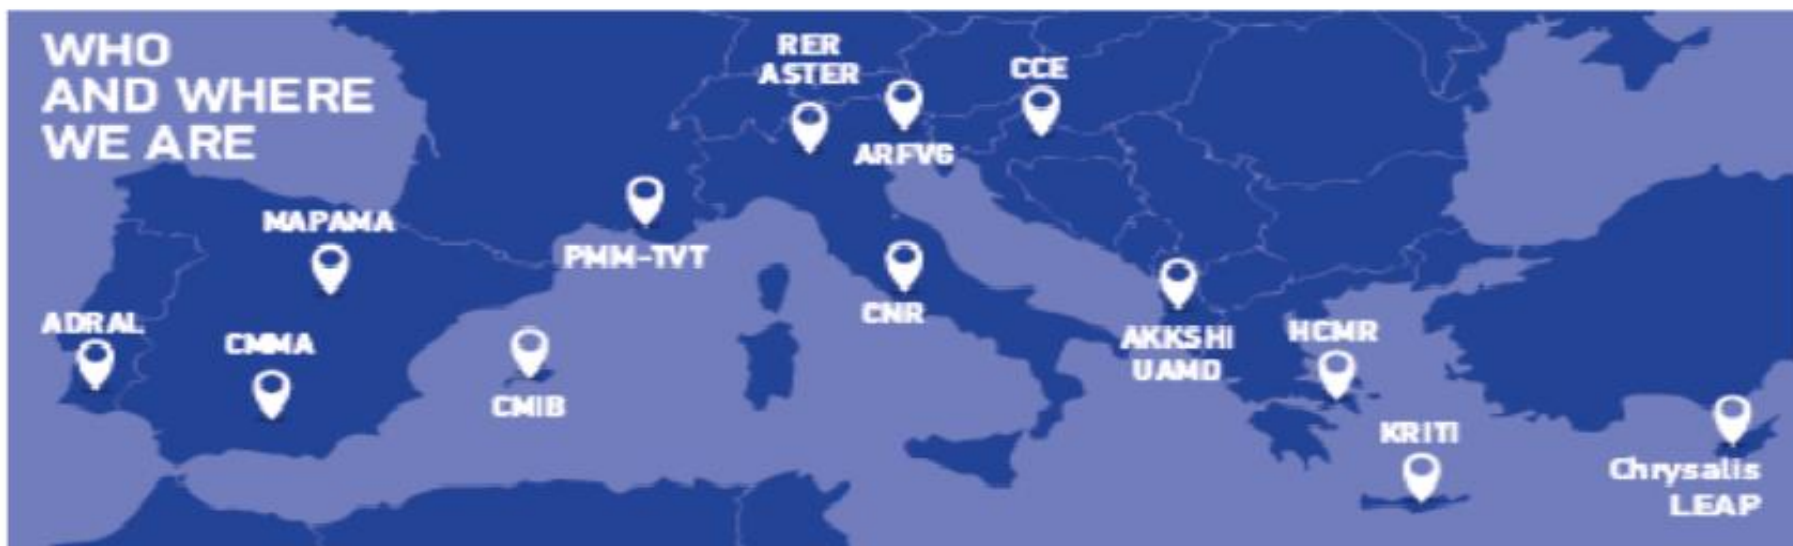 WHO
AND WHERE
WE ARE
RER
ASTER
CCE
ARFVG
MAPAMA
PMM-TVT
ADRAL
CMMA
CMIB
CNR
AKKSHI
UAMD
HCMR
KRITI
Chrysalis
LEAP